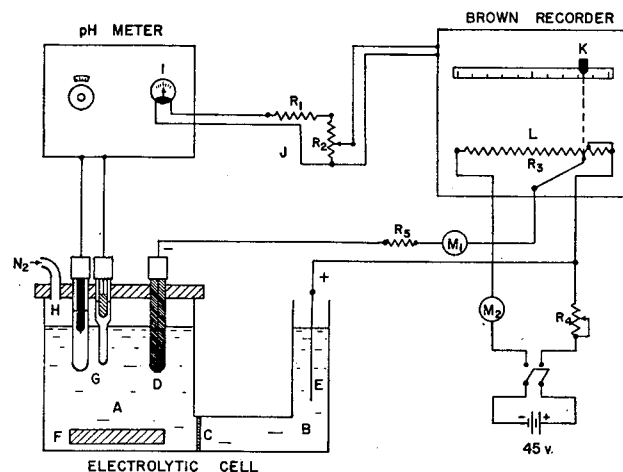 BROWN RECORDER
pH METER
K
I
R1
R2
J
L
R3
R5
M1
N2
H
−
+
M2
R4
G
D
E
A
B
F
C
− +
45 v.
ELECTROLYTIC CELL